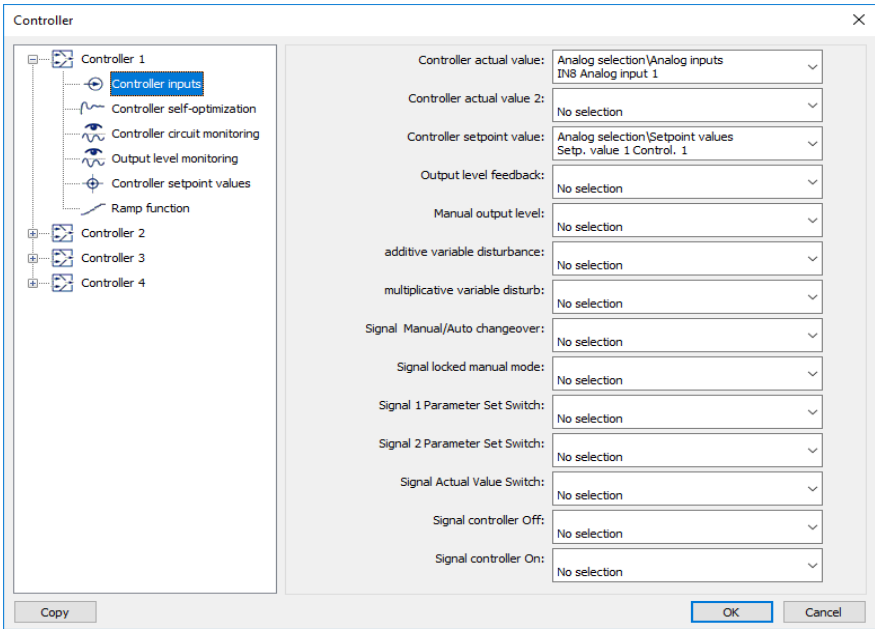 Controller
Controller 1
Controller inputs
Controller self-optimization
Controller circuit monitoring
Output level monitoring
Controller setpoint values
Ramp function
Controller 2
Controller 3
Controller 4
Controller actual value:
Analog selection\Analog inputs
IN8 Analog input 1
Controller actual value 2:
No selection
Controller setpoint value:
Analog selection\Setpoint values
Setp. value 1 Control. 1
Output level feedback:
No selection
Manual output level:
No selection
additive variable disturbance:
No selection
multiplicative variable disturb:
No selection
Signal  Manual/Auto changeover:
No selection
Signal locked manual mode:
No selection
Signal 1 Parameter Set Switch:
No selection
Signal 2 Parameter Set Switch:
No selection
Signal Actual Value Switch:
No selection
Signal controller Off:
No selection
Signal controller On:
No selection
Copy
OK
Cancel